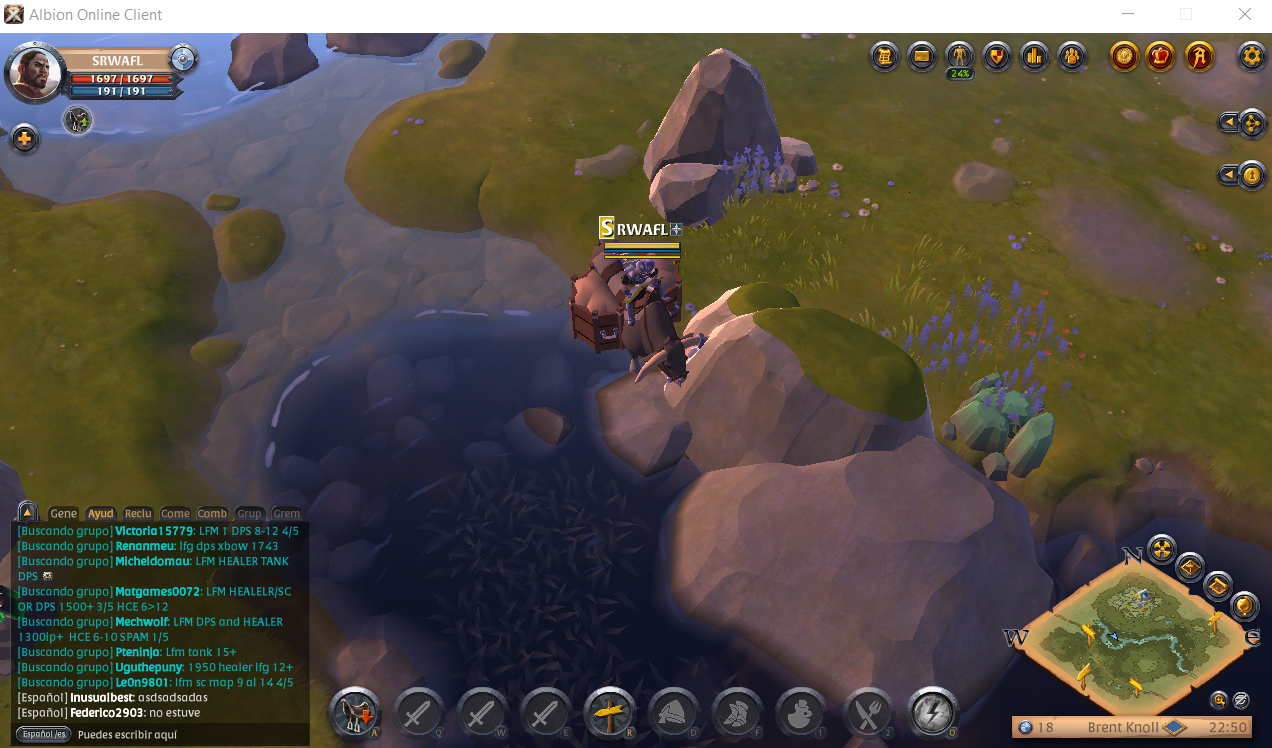 Albion Online Client
SRWAFL
1697 / 1697
191 / 191
24%
SRWAFL
Gene Ayud Reclu Come Comb Grup Grem
[Buscando grupo] Victoria15779: LFM 1 DPS 8-12 4/5
[Buscando grupo] Renanmeu: lfg dps xbow 1743
[Buscando grupo] Micheldomau: LFM HEALER TANK
DPS
[Buscando grupo] Matgames0072: LFM HEALELR/SC
OR DPS 1500+ 3/5 HCE 6>12
[Buscando grupo] Mechwolf: LFM DPS and HEALER
1300ip+ HCE 6-10 SPAM 1/5
[Buscando grupo] Pteninja: Lfm tank 15+
[Buscando grupo] Uguthepuny: 1950 healer lfg 12+
[Buscando grupo] Le0n9801: lfm sc map 9 al 14 4/5
[Español] Inusualbest: asdsadsadas
[Español] Federico2903: no estuve
Español /es Puedes escribir aquí
A Q W E R D F 1 2 O
N
W E
18 Brent Knoll 22:50